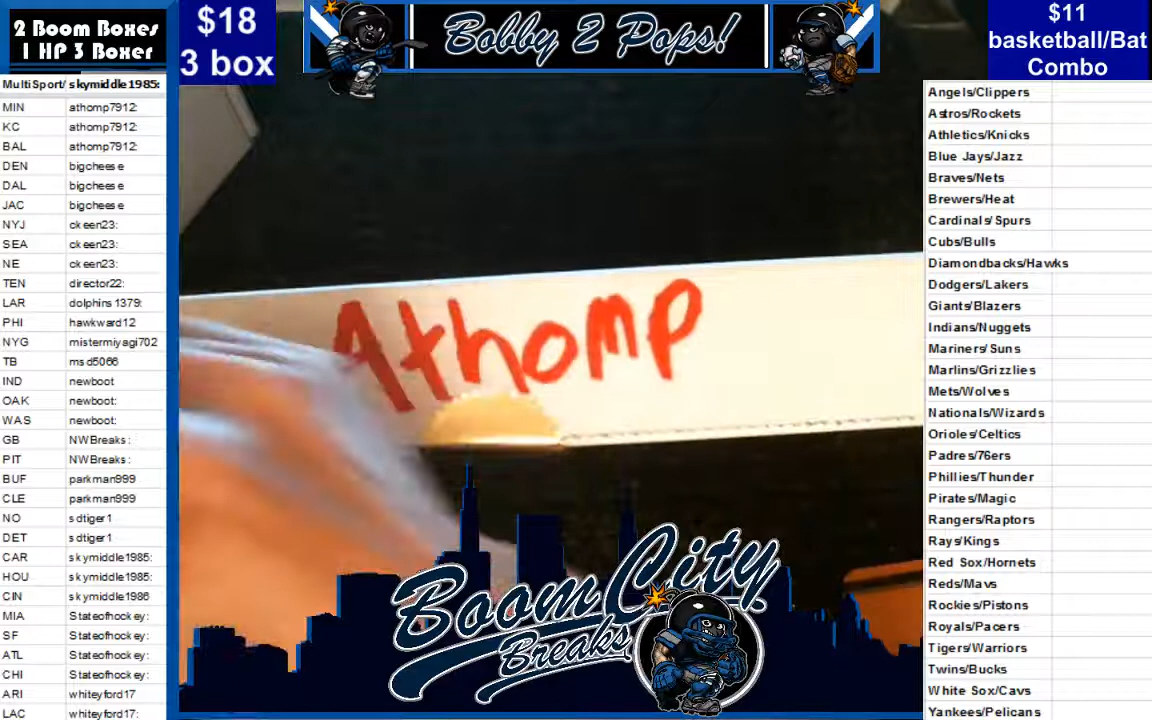 2 Boom Boxes
1 HP 3 Boxer
$18
3 box
Bobby 2 Pops!
$11
basketball/Bat
Combo
MultiSport/ skymiddle1985:
MIN athomp7912:
KC athomp7912:
BAL athomp7912:
DEN bigcheese
DAL bigcheese
JAC bigcheese
NYJ ckeen23:
SEA ckeen23:
NE ckeen23:
TEN director22:
LAR dolphins1379:
PHI hawkward12
NYG mistermiyagi702
TB msd5066
IND newboot
OAK newboot:
WAS newboot:
GB NWBreaks:
PIT NWBreaks:
BUF parkman999
CLE parkman999
NO sdtiger1
DET sdtiger1
CAR skymiddle1985:
HOU skymiddle1985:
CIN skymiddle1986
MIA Stateofhockey:
SF Stateofhockey:
ATL Stateofhockey:
CHI Stateofhockey:
ARI whiteyford17
LAC whiteyford17:
Athomp
Boom City
Breaks
Angels/Clippers
Astros/Rockets
Athletics/Knicks
Blue Jays/Jazz
Braves/Nets
Brewers/Heat
Cardinals/Spurs
Cubs/Bulls
Diamondbacks/Hawks
Dodgers/Lakers
Giants/Blazers
Indians/Nuggets
Mariners/Suns
Marlins/Grizzlies
Mets/Wolves
Nationals/Wizards
Orioles/Celtics
Padres/76ers
Phillies/Thunder
Pirates/Magic
Rangers/Raptors
Rays/Kings
Red Sox/Hornets
Reds/Mavs
Rockies/Pistons
Royals/Pacers
Tigers/Warriors
Twins/Bucks
White Sox/Cavs
Yankees/Pelicans